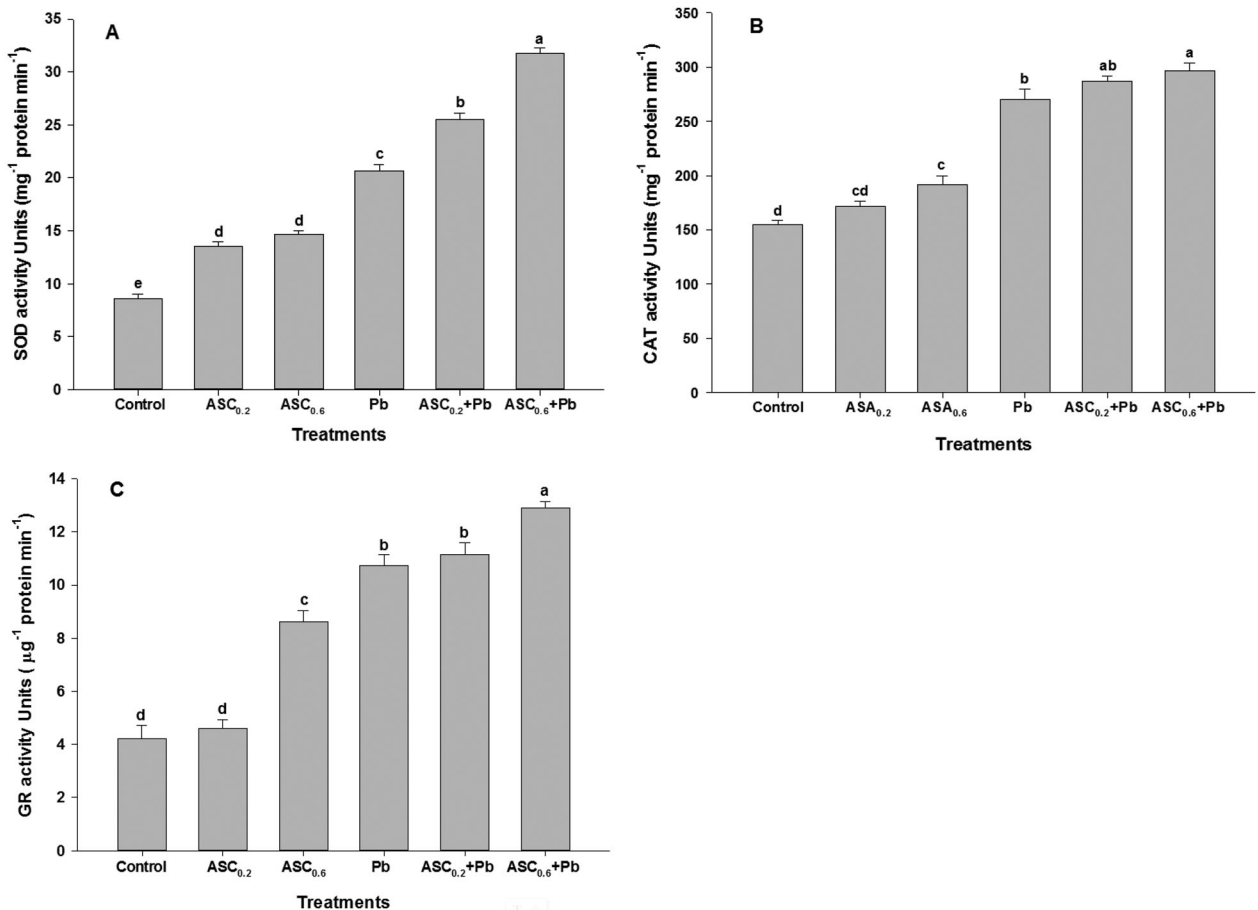 A
SOD activity Units (mg⁻¹ protein min⁻¹)
35
30
25
20
15
10
5
0
e
d
d
c
b
a
Control ASC₀.₂ ASC₀.₆ Pb ASC₀.₂+Pb ASC₀.₆+Pb
Treatments
B
CAT activity Units (mg⁻¹ protein min⁻¹)
350
300
250
200
150
100
50
0
d
cd
c
b
ab
a
Control ASA₀.₂ ASA₀.₆ Pb ASC₀.₂+Pb ASC₀.₆+Pb
Treatments
C
GR activity Units ( µg⁻¹ protein min⁻¹)
14
12
10
8
6
4
2
0
d
d
c
b
b
a
Control ASC₀.₂ ASC₀.₆ Pb ASC₀.₂+Pb ASC₀.₆+Pb
Treatments